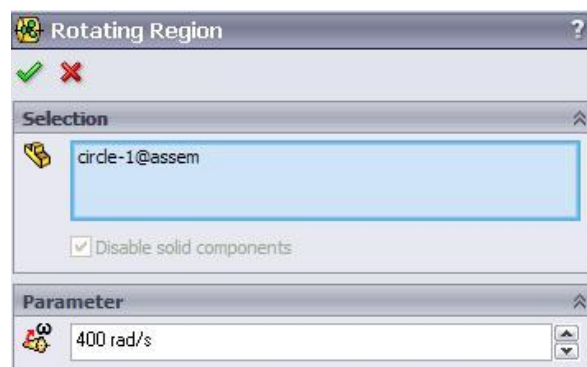 Rotating Region ?
Selection
circle-1@assem
Disable solid components
Parameter
ω
400 rad/s